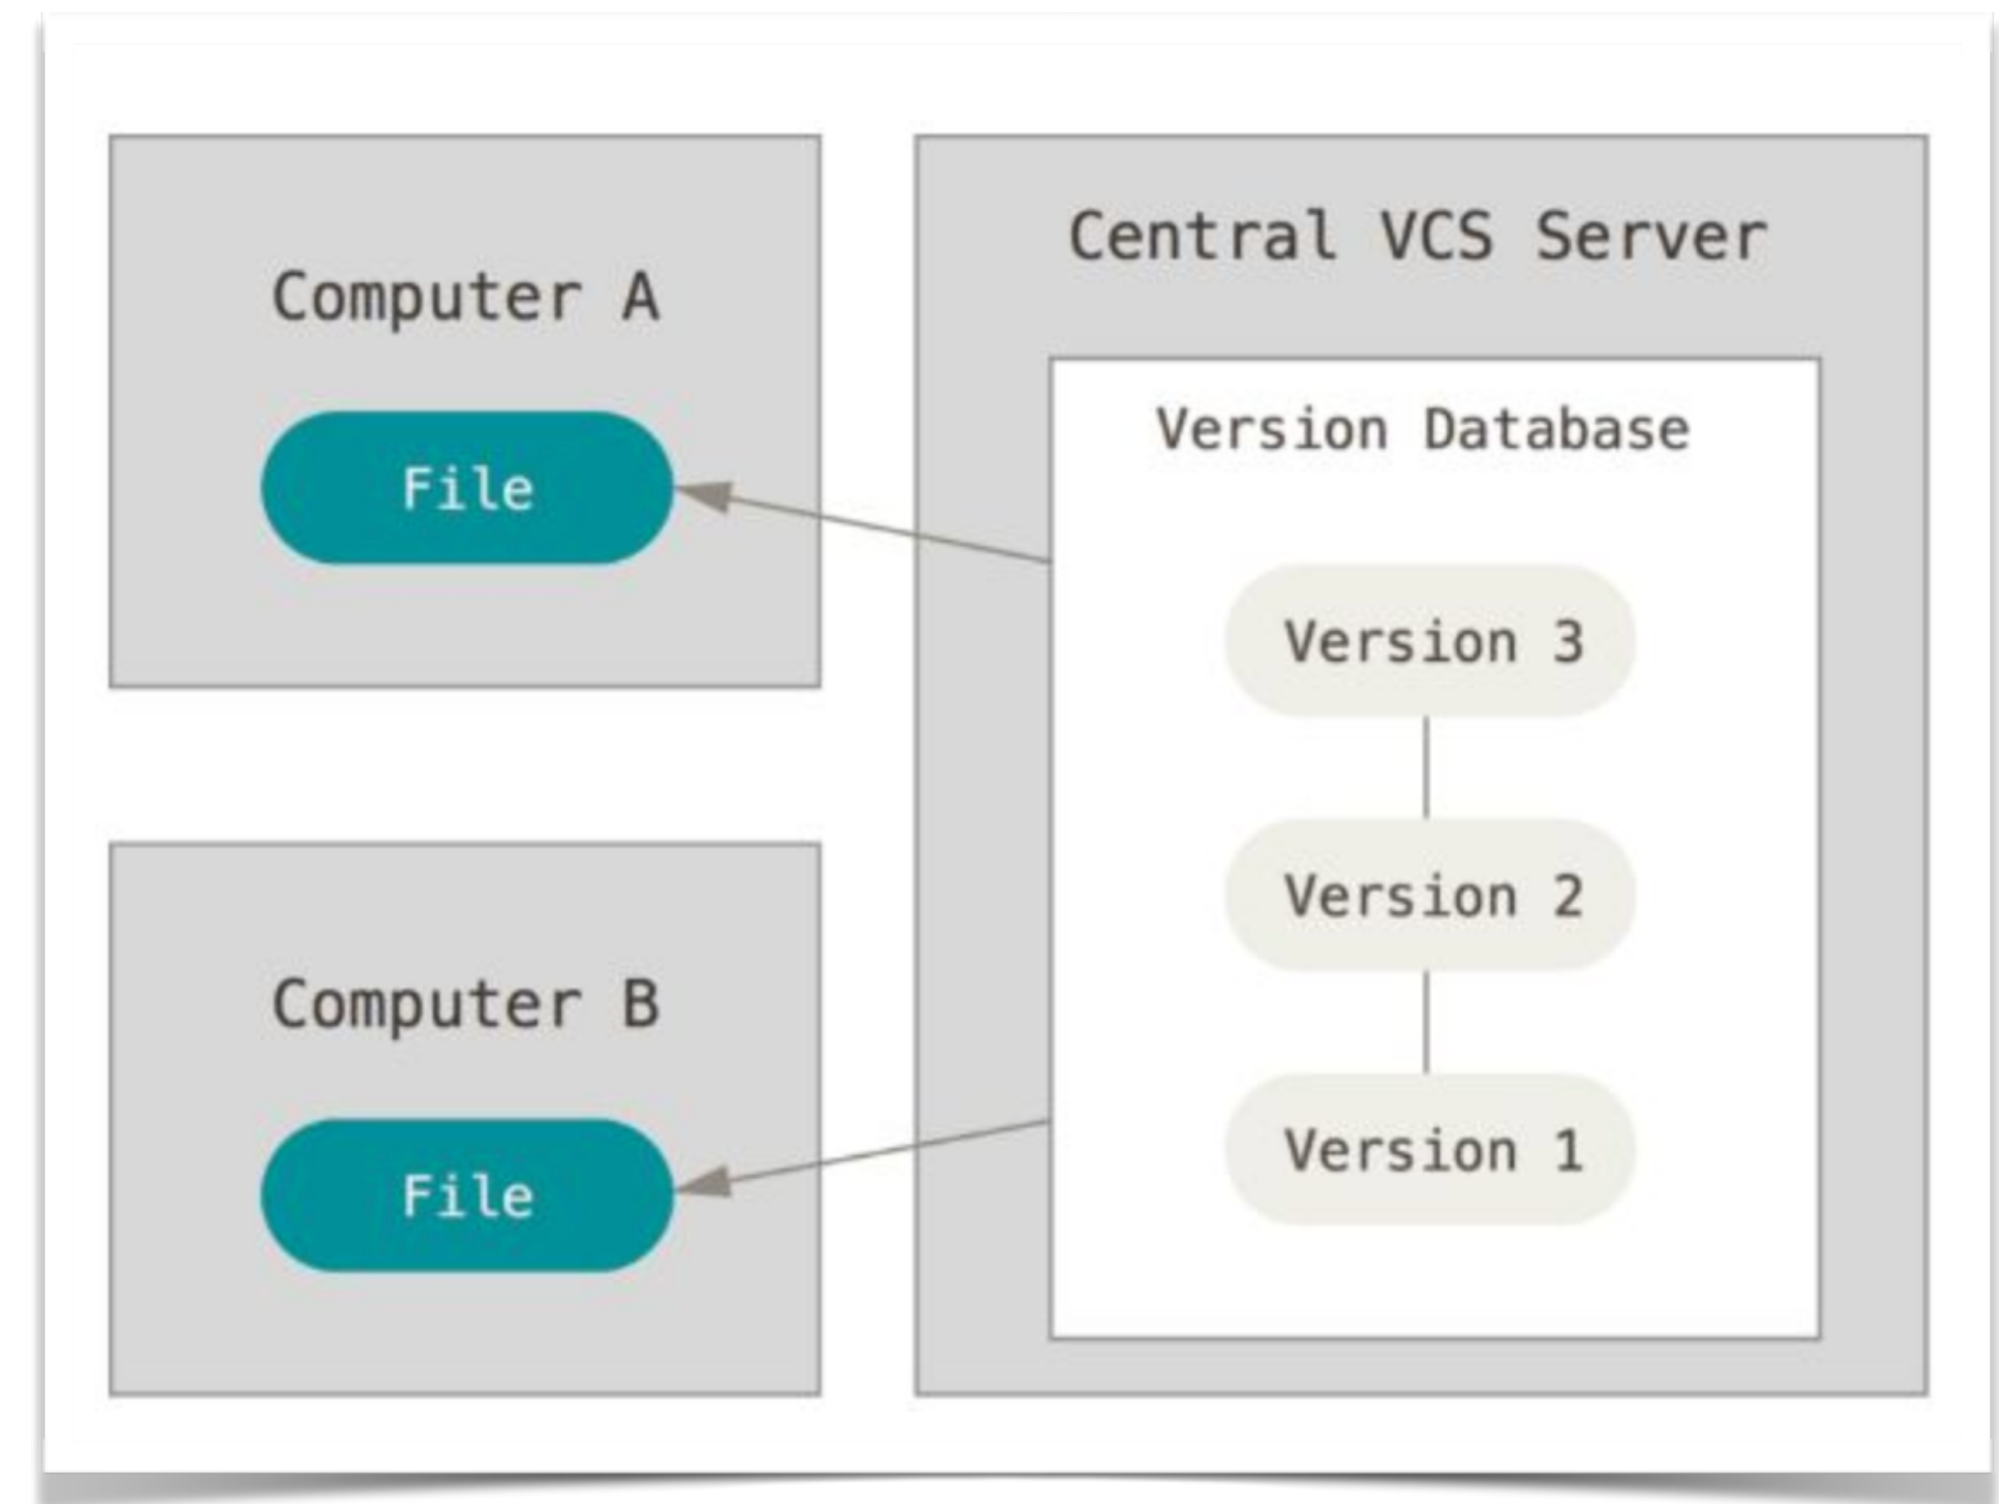 Computer A
File
Computer B
File
Central VCS Server
Version Database
Version 3
Version 2
Version 1